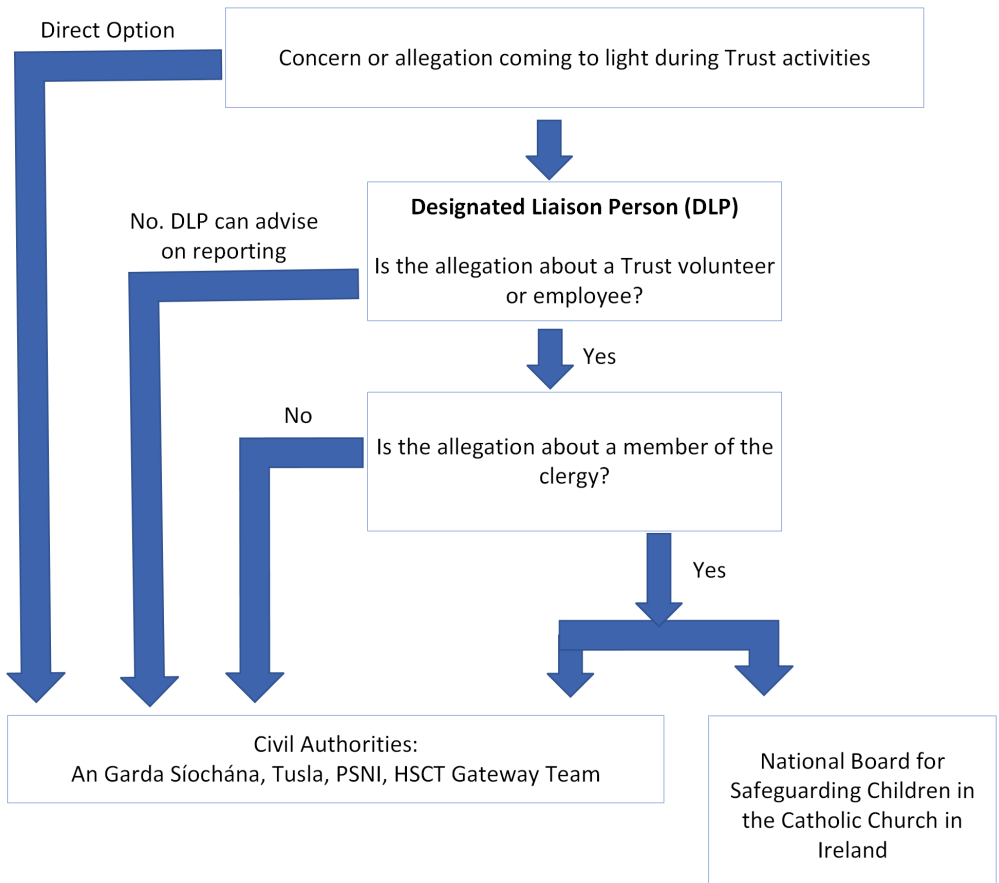 Direct Option
Concern or allegation coming to light during Trust activities
Designated Liaison Person (DLP)
Is the allegation about a Trust volunteer
or employee?
No. DLP can advise
on reporting
Yes
No
Is the allegation about a member of the
clergy?
Yes
Civil Authorities:
An Garda Síochána, Tusla, PSNI, HSCT Gateway Team
National Board for
Safeguarding Children in
the Catholic Church in
Ireland